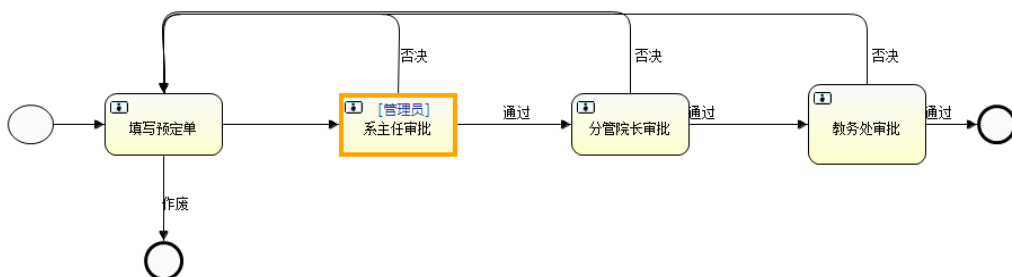 否决
否决
否决
填写预定单
[管理员]
系主任审批
通过
分管院长审批
通过
教务处审批
通过
作废